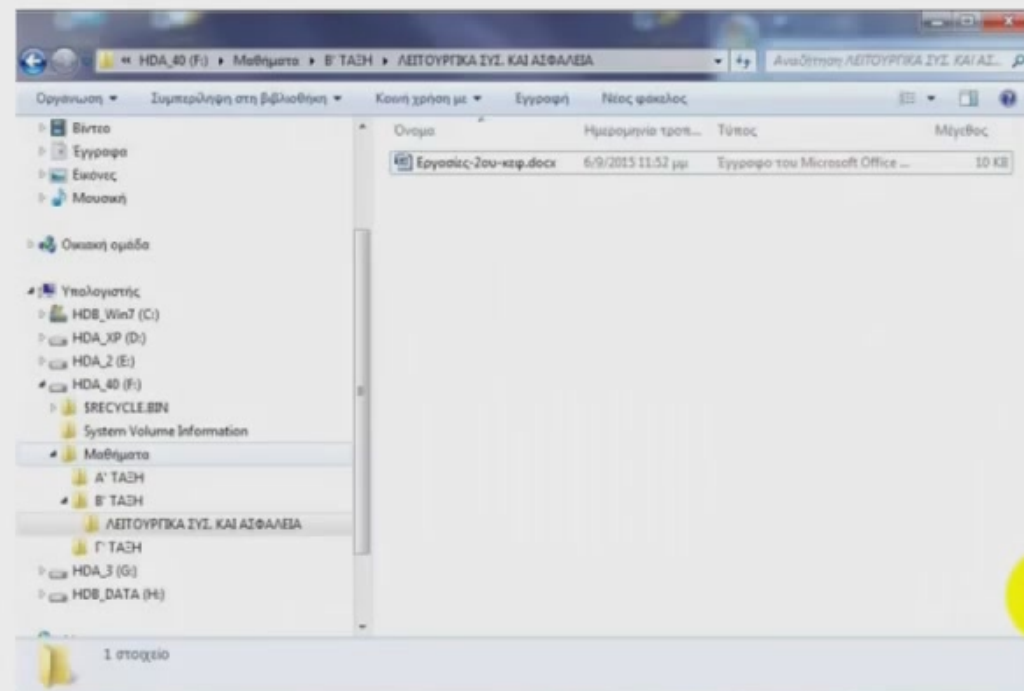 « HDA_40 (F:) ▸ Μαθήματα ▸ Β' ΤΑΞΗ ▸ ΛΕΙΤΟΥΡΓΙΚΑ ΣΥΣ. ΚΑΙ ΑΣΦΑΛΕΙΑ
Αναζήτηση ΛΕΙΤΟΥΡΓΙΚΑ ΣΥΣ. ΚΑΙ ΑΣ...
Οργάνωση Συμπερίληψη στη βιβλιοθήκη Κοινή χρήση με Εγγραφή Νέος φάκελος
Βίντεο
Έγγραφα
Εικόνες
Μουσική
Οικιακή ομάδα
Υπολογιστής
HDB_Win7 (C:)
HDA_XP (D:)
HDA_2 (E:)
HDA_40 (F:)
$RECYCLE.BIN
System Volume Information
Μαθήματα
Α' ΤΑΞΗ
Β' ΤΑΞΗ
ΛΕΙΤΟΥΡΓΙΚΑ ΣΥΣ. ΚΑΙ ΑΣΦΑΛΕΙΑ
Γ' ΤΑΞΗ
HDA_3 (G:)
HDB_DATA (H:)
Όνομα Ημερομηνία τροπ... Τύπος Μέγεθος
Εργασίες-2ου-κεφ.docx 6/9/2015 11:52 μμ Έγγραφο του Microsoft Office ... 10 KB
1 στοιχείο